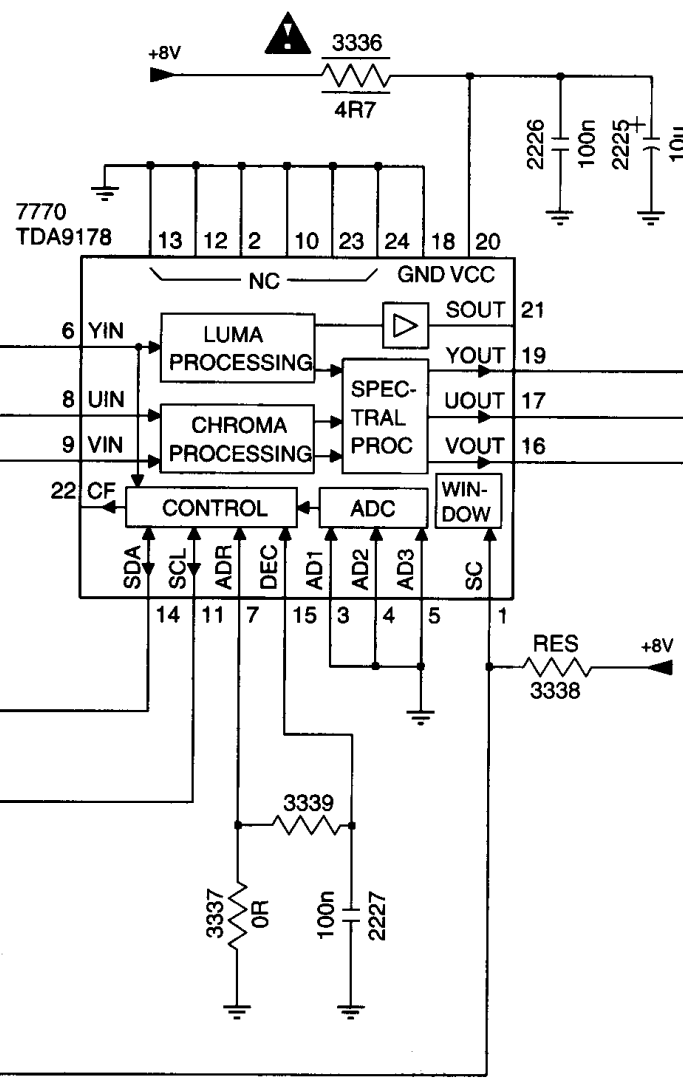 +8V
3336
4R7
2226
100n
2225
+
10µ
7770
TDA9178
13 12 2 10 23 24 18 20
NC
GND VCC
6 YIN
LUMA
PROCESSING
SOUT 21
YOUT 19
8 UIN
CHROMA
PROCESSING
SPEC-
TRAL
PROC
UOUT 17
9 VIN
VOUT 16
22 CF
CONTROL
ADC
WIN-
DOW
SDA
SCL
ADR
DEC
AD1
AD2
AD3
SC
14 11 7 15 3 4 5 1
RES
3338
+8V
3339
3337
0R
100n
2227